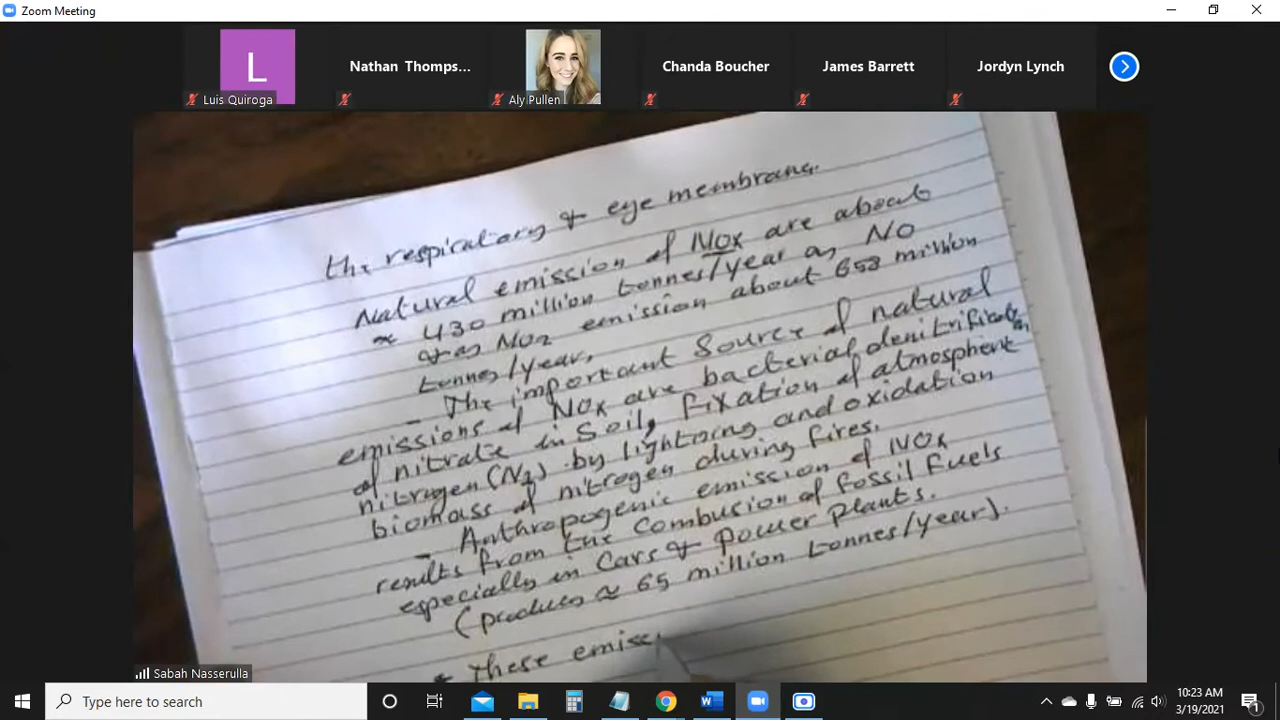 Zoom Meeting
L
Nathan Thomps...
Chanda Boucher
James Barrett
Jordyn Lynch
Luis Quiroga
Aly Pullen
the respiratory & eye membrane.
Natural emission of NOx are about
≈ 430 million tonnes/year as NO
& as NO2 emission about 658 million
tonnes/year.
- The important Source of natural
emissions of NOx are bacterial denitrification
of nitrate in Soil, fixation of atmospheric
nitrogen (N2) by lightning and oxidation
biomass of nitrogen during fires.
- Anthropogenic emission of NOx
results from the Combusion of fossil Fuels
especially in Cars & Power Plants.
(produces ≈ 65 million tonnes/year).
These emiss
Sabah Nasserulla
Type here to search
10:23 AM
3/19/2021
1